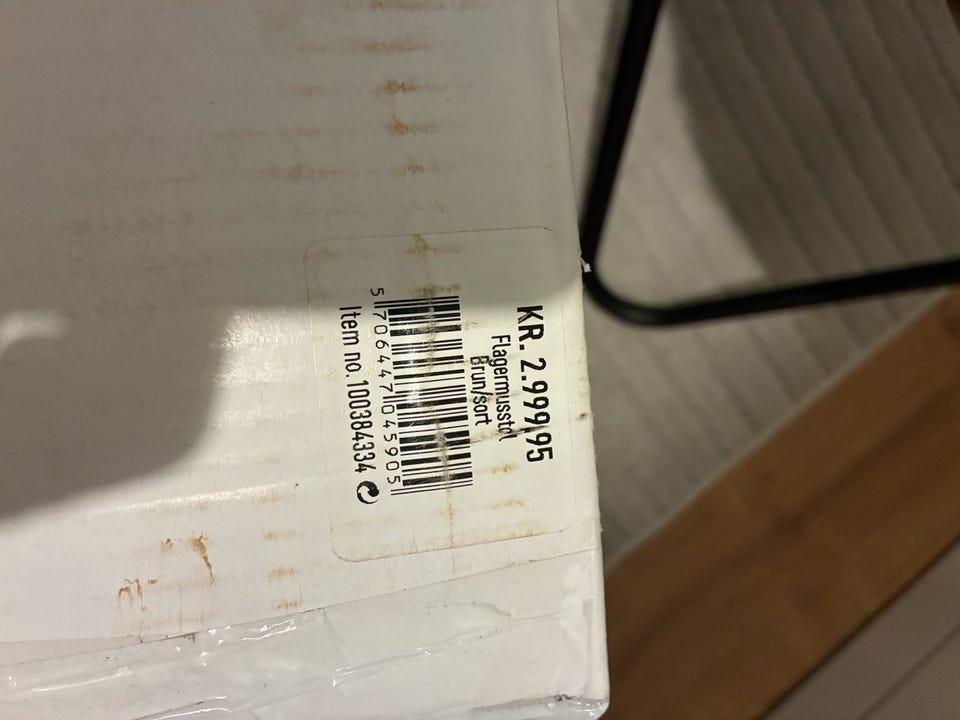 KR. 2.999,95
Flagermusstol
Brun/sort
5 706447 045905
Item no. 100384334